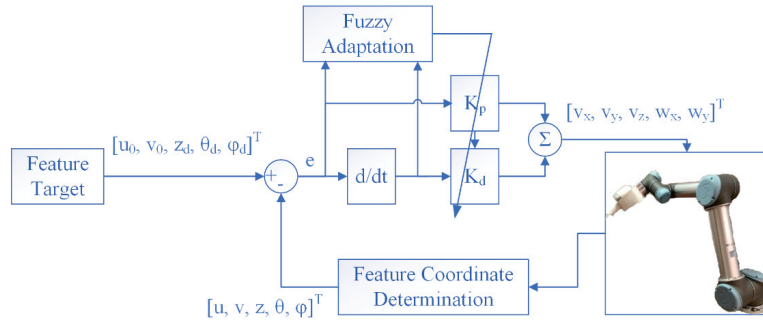 Fuzzy
Adaptation
[u₀, v₀, z_d, θ_d, φ_d]ᵀ
Feature
Target
+
-
e
d/dt
K_p
K_d
Σ
[v_x, v_y, v_z, w_x, w_y]ᵀ
Feature Coordinate
Determination
[u, v, z, θ, φ]ᵀ